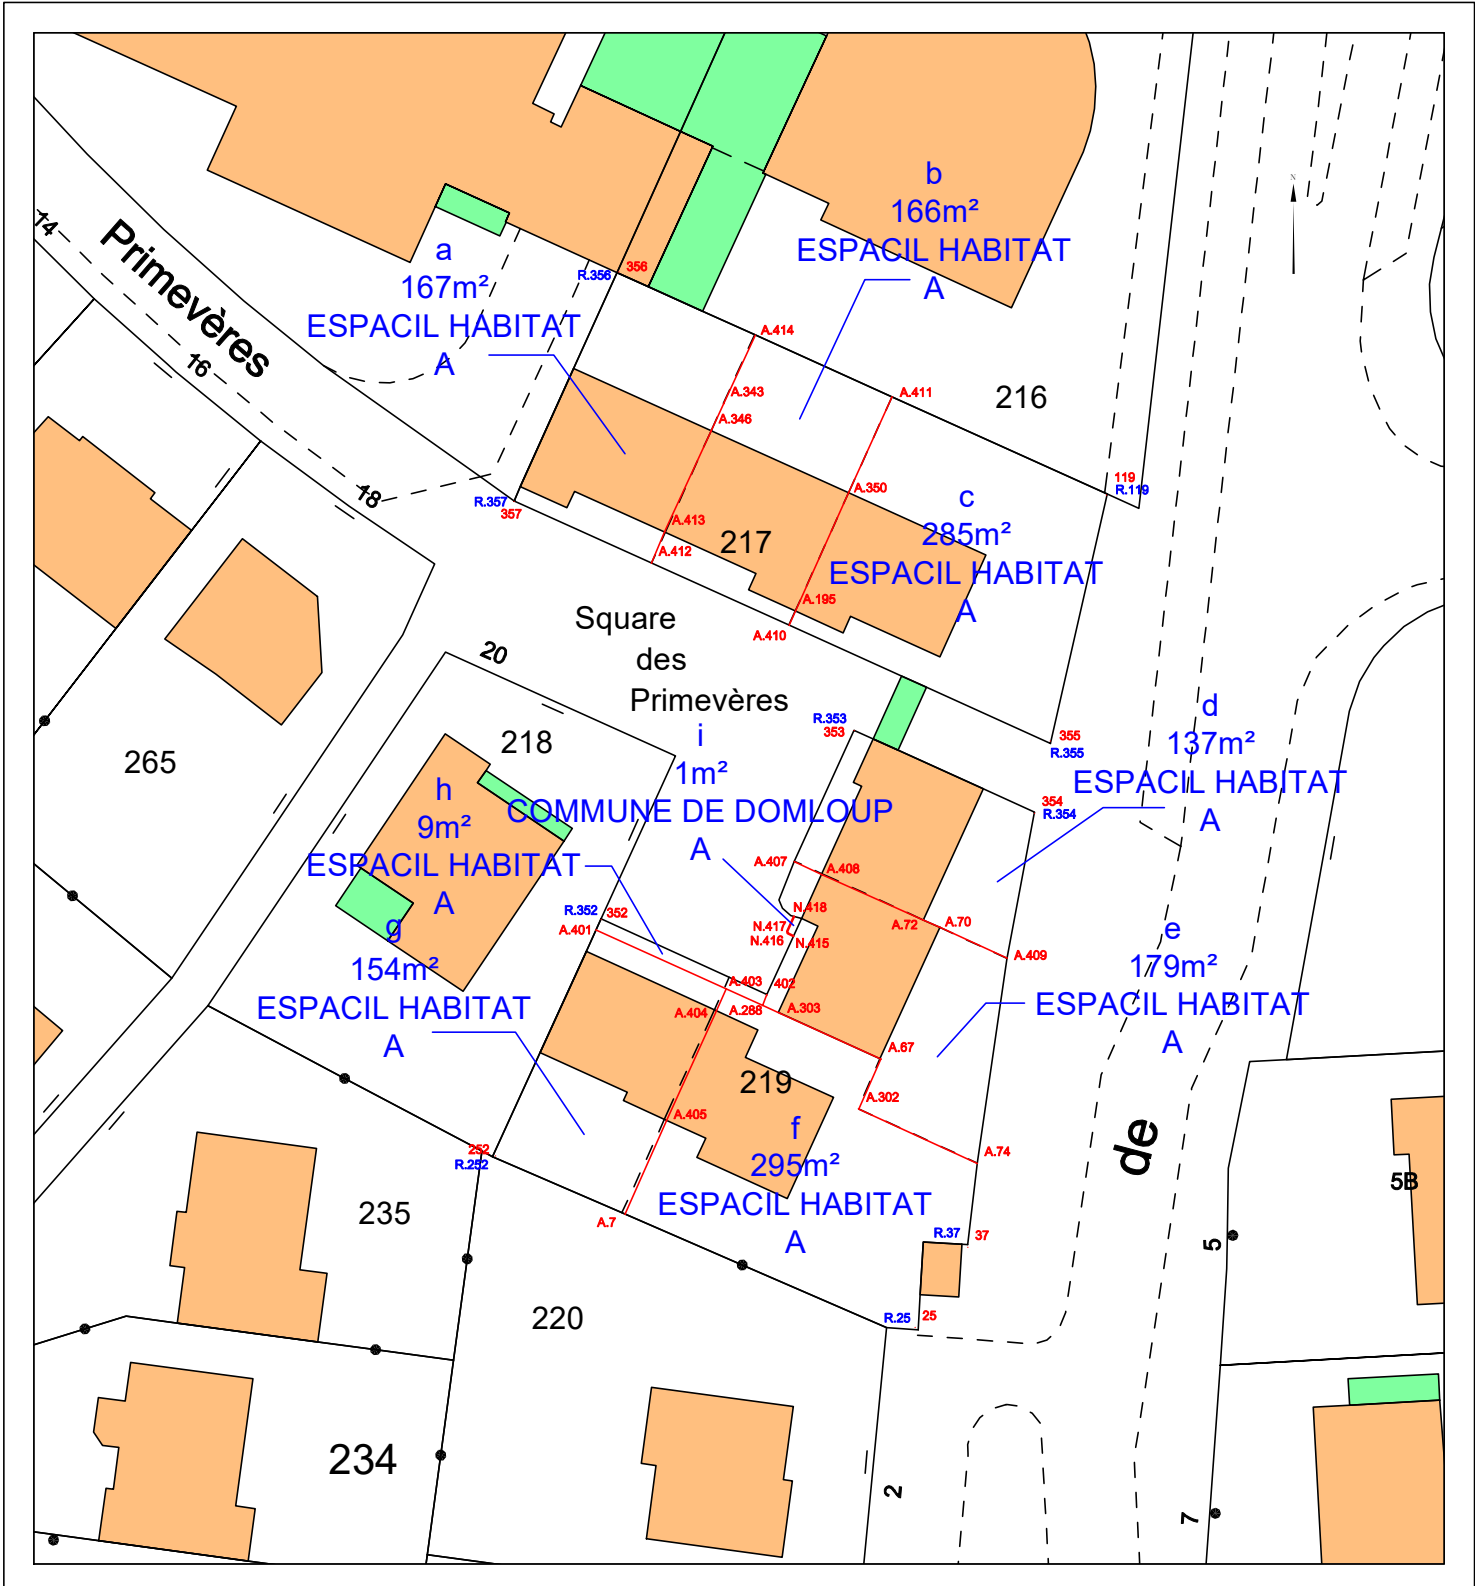 N
b
166m²
ESPACIL HABITAT
A
a
167m²
ESPACIL HABITAT
A
14
Primevères
16
18
R.356
356
A.414
A.343
A.346
A.411
216
119
R.119
R.357
357
A.350
c
285m²
ESPACIL HABITAT
A
A.413
A.412
217
A.195
A.410
Square
des
Primevères
20
265
218
R.353
353
355
R.355
i
1m²
COMMUNE DE DOMLOUP
A
d
137m²
ESPACIL HABITAT
A
354
R.354
h
9m²
ESPACIL HABITAT
A
A.407
A.408
R.352
352
A.401
N.418
N.417
N.416
N.415
A.72
A.70
A.409
g
154m²
ESPACIL HABITAT
A
e
179m²
ESPACIL HABITAT
A
A.403
402
A.404
A.288
A.303
A.67
219
A.302
A.405
252
R.252
A.74
f
295m²
ESPACIL HABITAT
A
de
5B
235
A.7
R.37
37
5
220
R.25
25
234
2
7